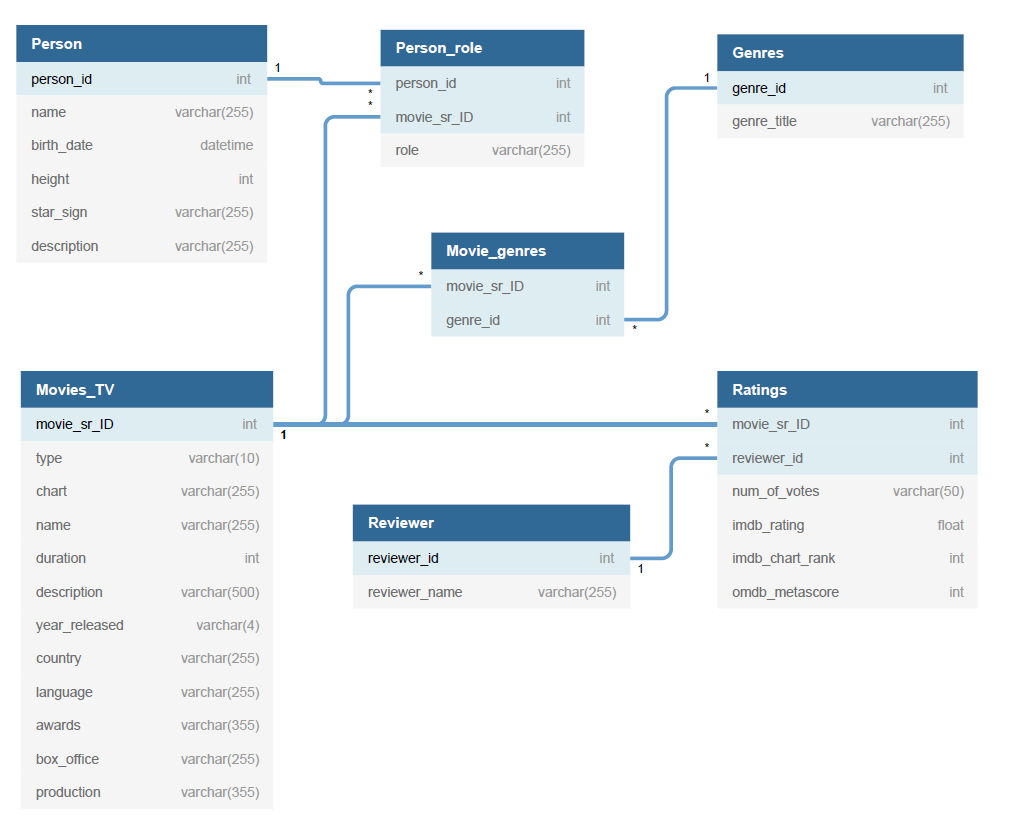 Person
person_id int
name varchar(255)
birth_date datetime
height int
star_sign varchar(255)
description varchar(255)
1
*
*
Person_role
person_id int
movie_sr_ID int
role varchar(255)
Genres
1
genre_id int
genre_title varchar(255)
Movie_genres
*
movie_sr_ID int
genre_id int
*
Movies_TV
movie_sr_ID int
1
type varchar(10)
chart varchar(255)
name varchar(255)
duration int
description varchar(500)
year_released varchar(4)
country varchar(255)
language varchar(255)
awards varchar(355)
box_office varchar(255)
production varchar(355)
Reviewer
reviewer_id int
1
reviewer_name varchar(255)
Ratings
*
movie_sr_ID int
*
reviewer_id int
num_of_votes varchar(50)
imdb_rating float
imdb_chart_rank int
omdb_metascore int